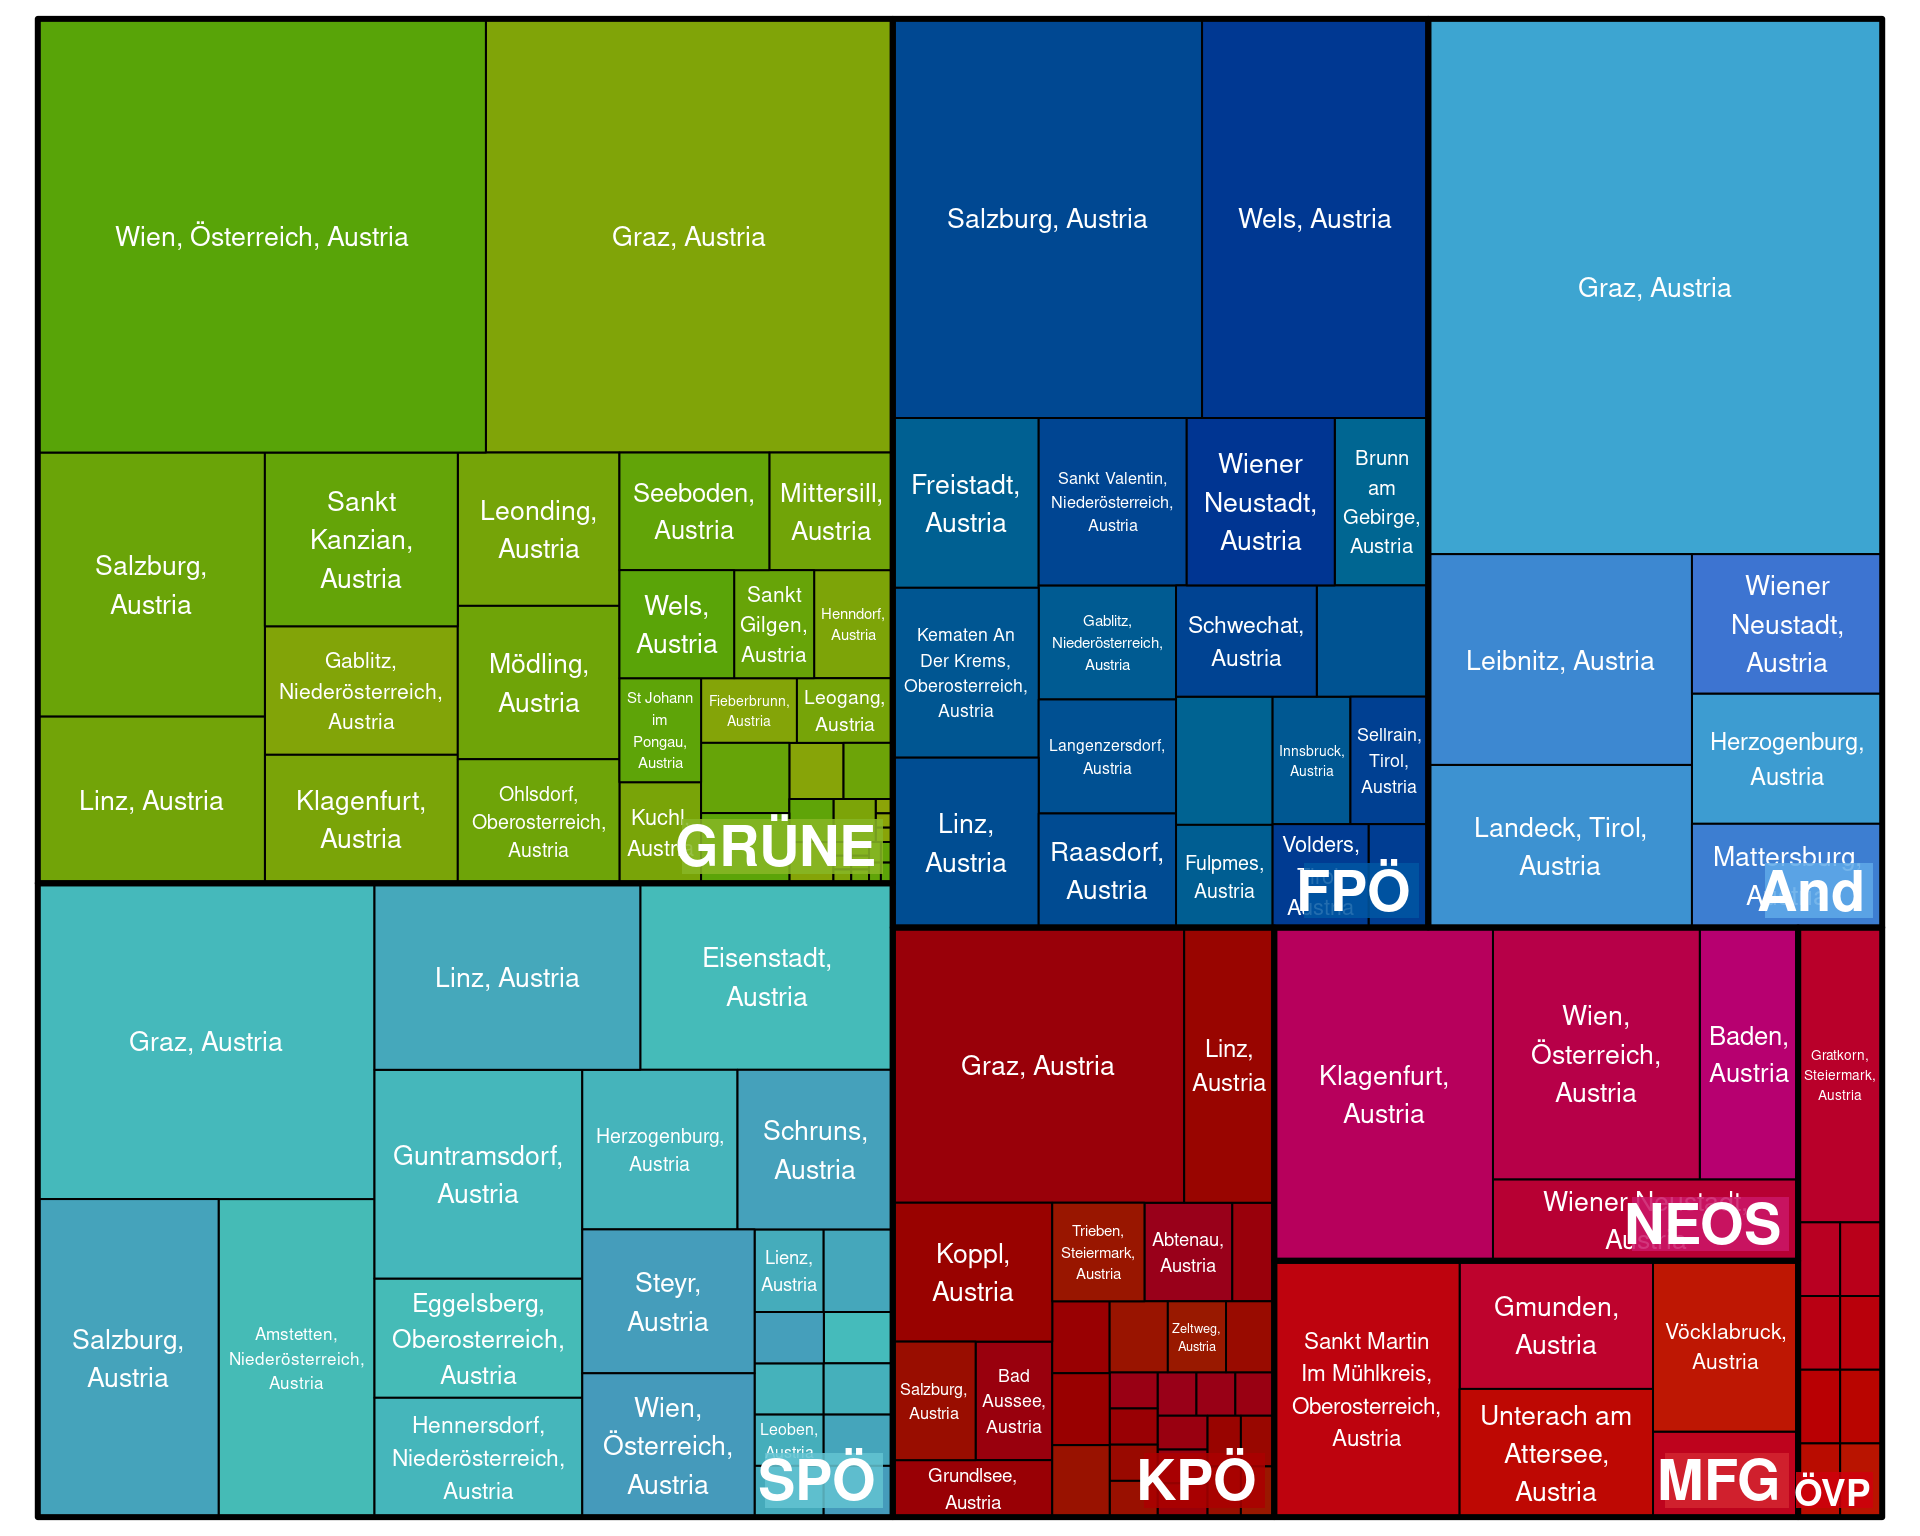 Wien, Österreich, Austria
Graz, Austria
Salzburg,
Austria
Linz, Austria
Sankt
Kanzian,
Austria
Gablitz,
Niederösterreich,
Austria
Klagenfurt,
Austria
Leonding,
Austria
Mödling,
Austria
Ohlsdorf,
Oberosterreich,
Austria
Seeboden,
Austria
Mittersill,
Austria
Wels,
Austria
Sankt
Gilgen,
Austria
Henndorf,
Austria
St Johann
im
Pongau,
Austria
Fieberbrunn,
Austria
Leogang,
Austria
Kuchl,
Austria
GRÜNE
Salzburg, Austria
Wels, Austria
Freistadt,
Austria
Sankt Valentin,
Niederösterreich,
Austria
Wiener
Neustadt,
Austria
Brunn
am
Gebirge,
Austria
Kematen An
Der Krems,
Oberosterreich,
Austria
Gablitz,
Niederösterreich,
Austria
Schwechat,
Austria
Langenzersdorf,
Austria
Innsbruck,
Austria
Sellrain,
Tirol,
Austria
Linz,
Austria
Raasdorf,
Austria
Fulpmes,
Austria
Volders,
Tirol,
Austria
FPÖ
Graz, Austria
Leibnitz, Austria
Landeck, Tirol,
Austria
Wiener
Neustadt,
Austria
Herzogenburg,
Austria
Mattersburg,
And
Graz, Austria
Salzburg,
Austria
Amstetten,
Niederösterreich,
Austria
Linz, Austria
Eisenstadt,
Austria
Guntramsdorf,
Austria
Eggelsberg,
Oberosterreich,
Austria
Hennersdorf,
Niederösterreich,
Austria
Herzogenburg,
Austria
Schruns,
Austria
Steyr,
Austria
Wien,
Österreich,
Austria
Lienz,
Austria
Leoben,
Austria
SPÖ
Graz, Austria
Linz,
Austria
Koppl,
Austria
Trieben,
Steiermark,
Austria
Abtenau,
Austria
Zeltweg,
Austria
Salzburg,
Austria
Bad
Aussee,
Austria
Grundlsee,
Austria
KPÖ
Klagenfurt,
Austria
Wien,
Österreich,
Austria
Baden,
Austria
Wiener Neustadt,
Austria
NEOS
Sankt Martin
Im Mühlkreis,
Oberosterreich,
Austria
Gmunden,
Austria
Unterach am
Attersee,
Austria
Vöcklabruck,
Austria
MFG
Gratkorn,
Steiermark,
Austria
ÖVP